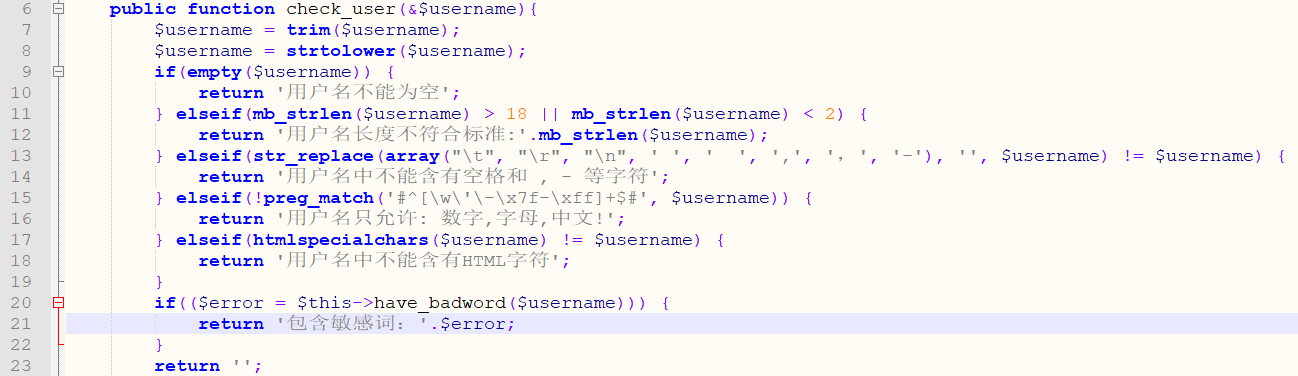 6 public function check_user(&$username){
7 $username = trim($username);
8 $username = strtolower($username);
9 if(empty($username)) {
10 return '用户名不能为空';
11 } elseif(mb_strlen($username) > 18 || mb_strlen($username) < 2) {
12 return '用户名长度不符合标准:'.mb_strlen($username);
13 } elseif(str_replace(array("\t", "\r", "\n", ' ', '　', ',', '，', '-'), '', $username) != $username) {
14 return '用户名中不能含有空格和 , - 等字符';
15 } elseif(!preg_match('#^[\w\'\-\x7f-\xff]+$#', $username)) {
16 return '用户名只允许: 数字,字母,中文!';
17 } elseif(htmlspecialchars($username) != $username) {
18 return '用户名中不能含有HTML字符';
19 }
20 if(($error = $this->have_badword($username))) {
21 return '包含敏感词：'.$error;
22 }
23 return '';